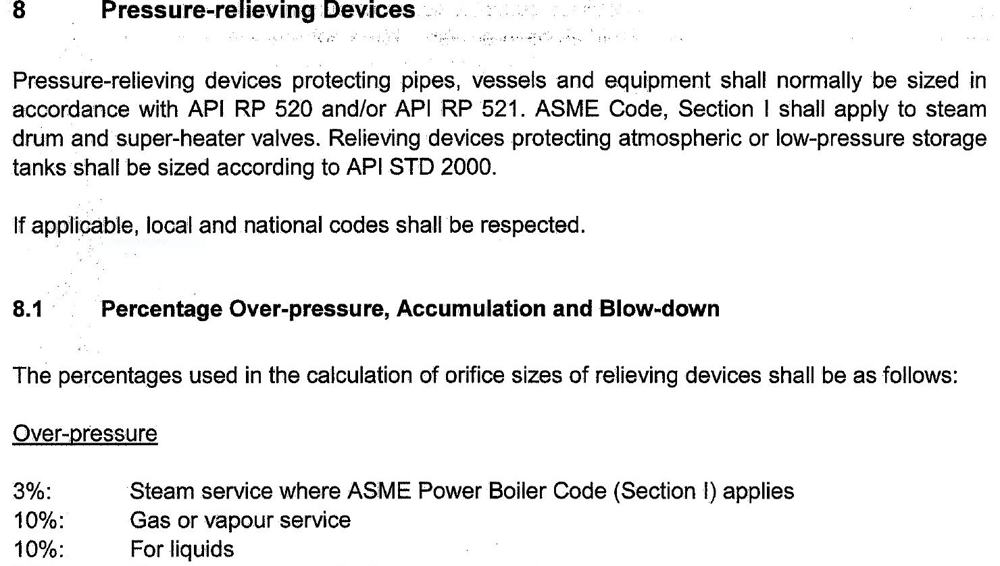 8 Pressure-relieving Devices
Pressure-relieving devices protecting pipes, vessels and equipment shall normally be sized in
accordance with API RP 520 and/or API RP 521. ASME Code, Section I shall apply to steam
drum and super-heater valves. Relieving devices protecting atmospheric or low-pressure storage
tanks shall be sized according to API STD 2000.
If applicable, local and national codes shall be respected.
8.1 Percentage Over-pressure, Accumulation and Blow-down
The percentages used in the calculation of orifice sizes of relieving devices shall be as follows:
Over-pressure
3%: Steam service where ASME Power Boiler Code (Section I) applies
10%: Gas or vapour service
10%: For liquids